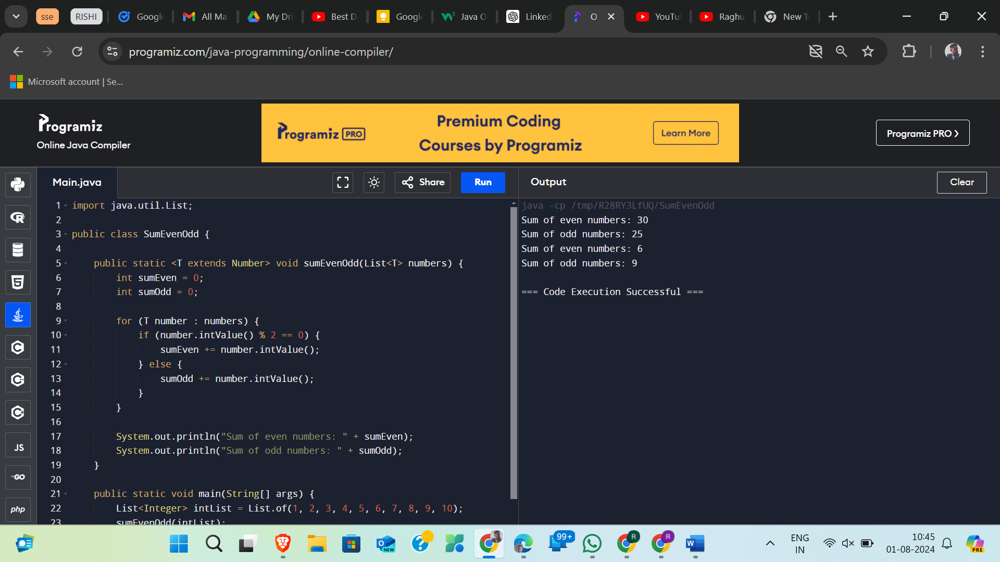 sse
RISHI
Google
All Mai
My Dri
Best D
Google
Java O
Linked
O
YouTu
Raghu
New T
programiz.com/java-programming/online-compiler/
Microsoft account | Se...
Programiz
Online Java Compiler
Programiz PRO
Premium Coding
Courses by Programiz
Learn More
Programiz PRO >
Main.java
Share
Run
Output
Clear
1 import java.util.List;
2
3 public class SumEvenOdd {
4
5 public static <T extends Number> void sumEvenOdd(List<T> numbers) {
6 int sumEven = 0;
7 int sumOdd = 0;
8
9 for (T number : numbers) {
10 if (number.intValue() % 2 == 0) {
11 sumEven += number.intValue();
12 } else {
13 sumOdd += number.intValue();
14 }
15 }
16
17 System.out.println("Sum of even numbers: " + sumEven);
18 System.out.println("Sum of odd numbers: " + sumOdd);
19 }
20
21 public static void main(String[] args) {
22 List<Integer> intList = List.of(1, 2, 3, 4, 5, 6, 7, 8, 9, 10);
23 sumEvenOdd(intList);
java -cp /tmp/R28RY3LfUQ/SumEvenOdd
Sum of even numbers: 30
Sum of odd numbers: 25
Sum of even numbers: 6
Sum of odd numbers: 9
=== Code Execution Successful ===
JS
GO
php
NEW
99+
R
R
W
ENG
IN
10:45
01-08-2024
PRE